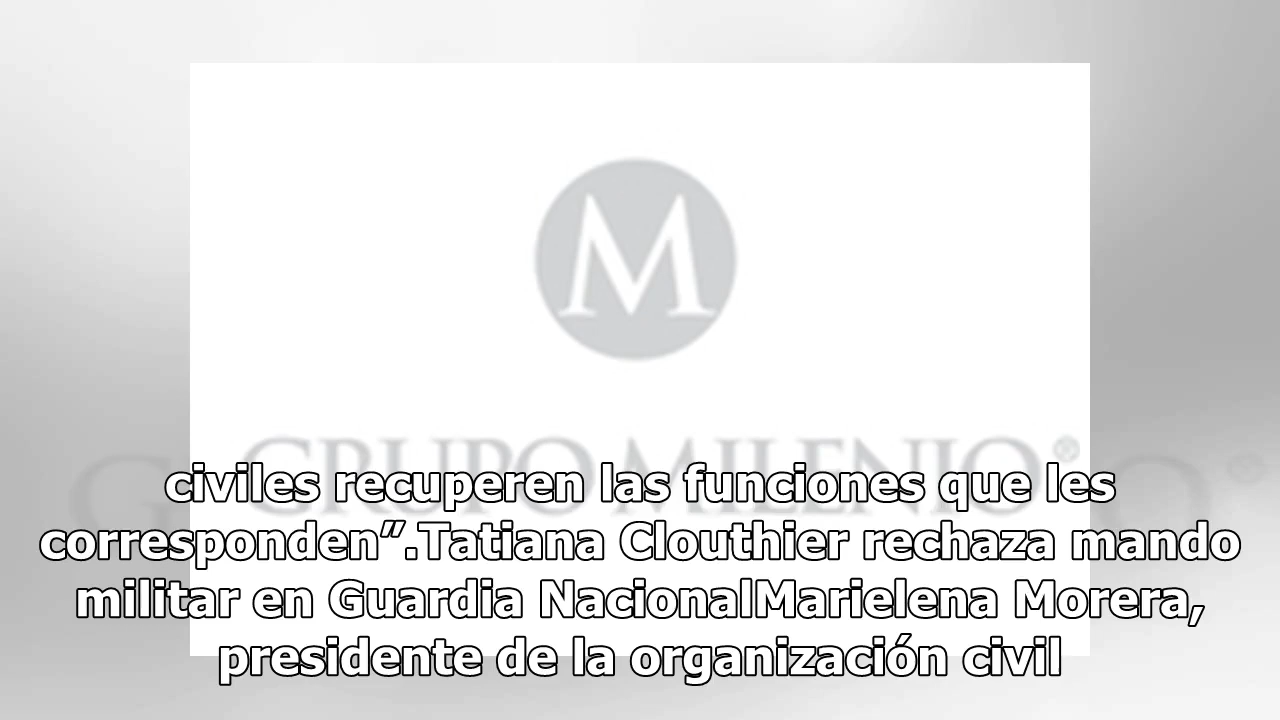 M
GRUPO MILENIO®
civiles recuperen las funciones que les
corresponden”.Tatiana Clouthier rechaza mando
militar en Guardia NacionalMarielena Morera,
presidente de la organización civil